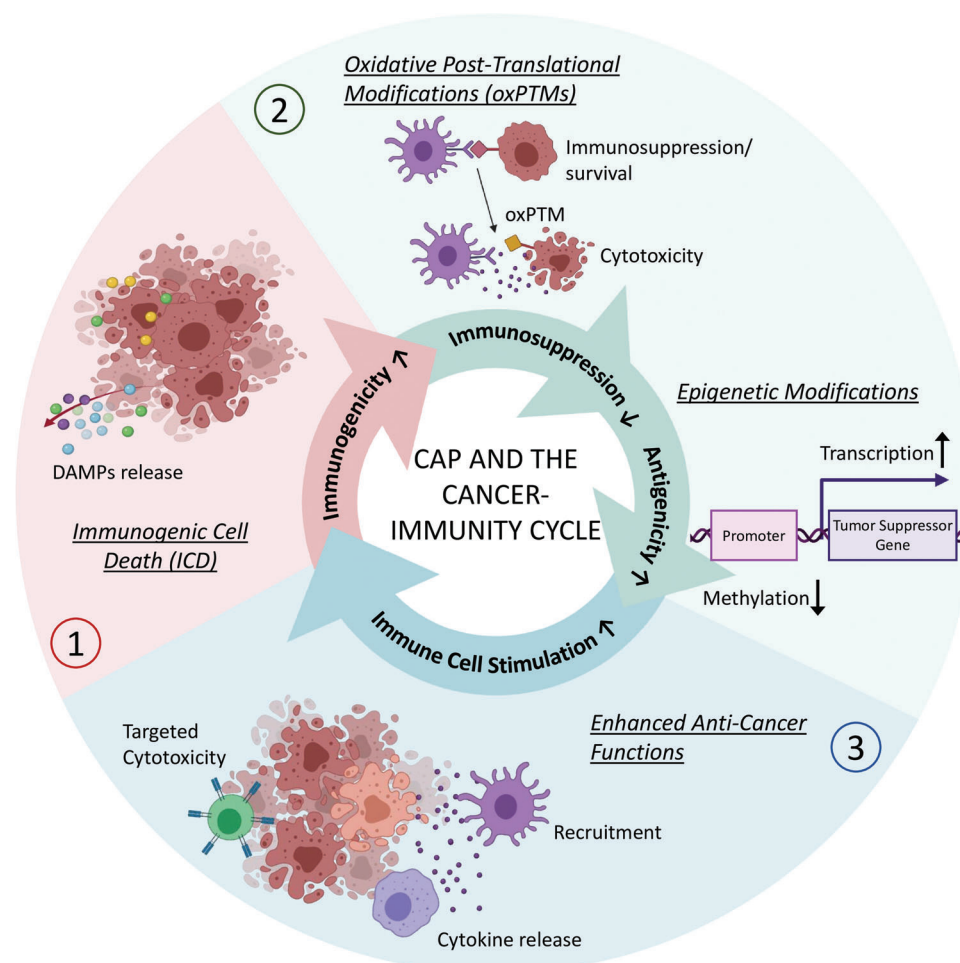 2
Oxidative Post-Translational
Modifications (oxPTMs)
Immunosuppression/
survival
oxPTM
Cytotoxicity
DAMPs release
Immunogenic Cell
Death (ICD)
1
Immunogenicity ↗
Immunosuppression ↙
Antigenicity ↗
Immune Cell Stimulation ↗
CAP AND THE
CANCER-
IMMUNITY CYCLE
Epigenetic Modifications
Transcription ↑
Promoter
Tumor Suppressor
Gene
Methylation ↓
Enhanced Anti-Cancer
Functions
3
Targeted
Cytotoxicity
Recruitment
Cytokine release